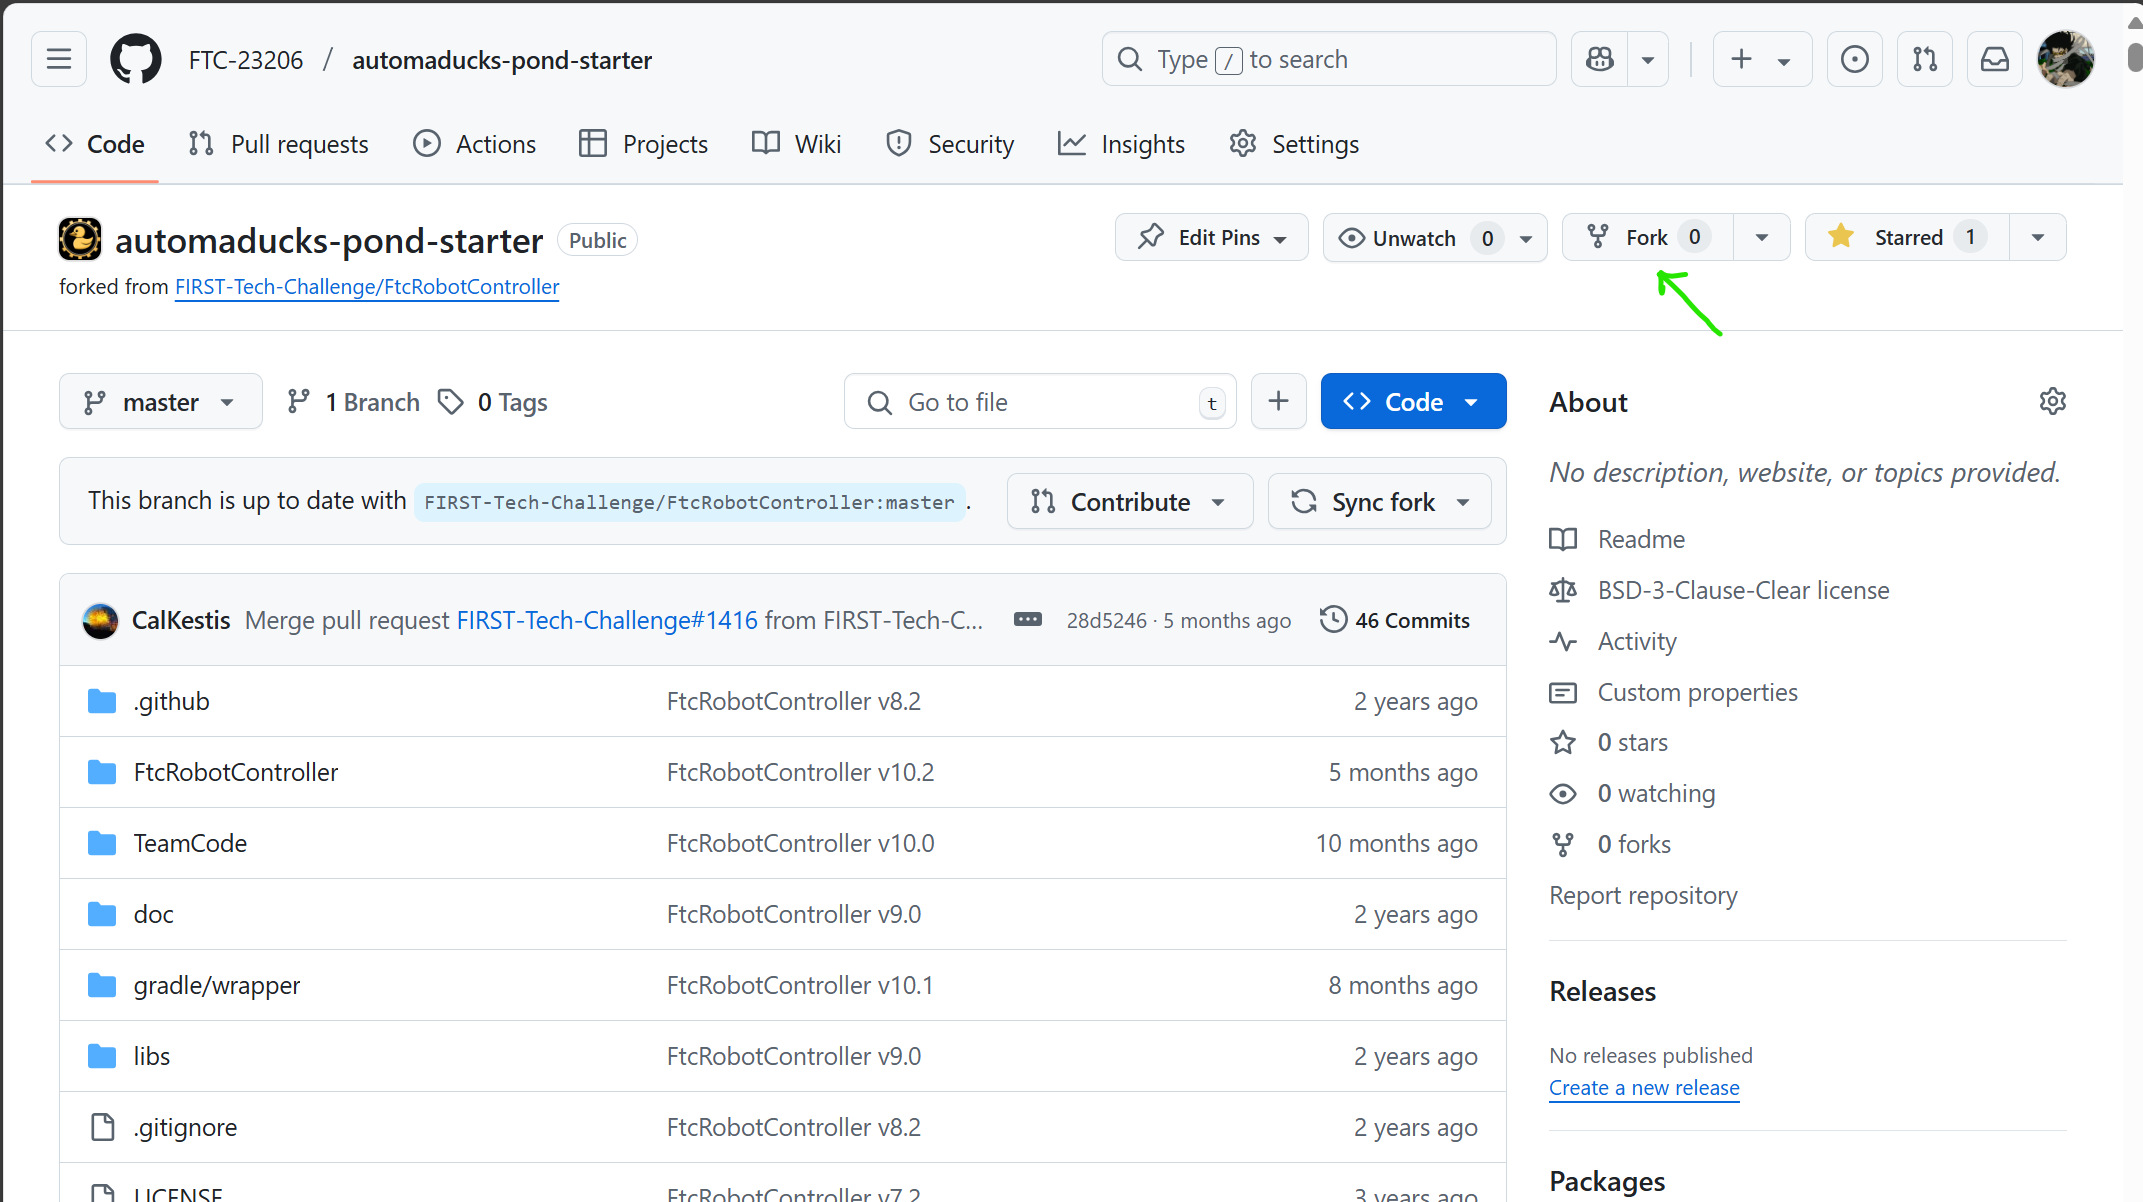 FTC-23206 / automaducks-pond-starter
Type / to search
Code Pull requests Actions Projects Wiki Security Insights Settings
automaducks-pond-starter Public
Edit Pins Unwatch 0 Fork 0 Starred 1
forked from FIRST-Tech-Challenge/FtcRobotController
master 1 Branch 0 Tags
Go to file t
Code
This branch is up to date with FIRST-Tech-Challenge/FtcRobotController:master .
Contribute Sync fork
CalKestis Merge pull request FIRST-Tech-Challenge#1416 from FIRST-Tech-C... 28d5246 · 5 months ago 46 Commits
.github FtcRobotController v8.2 2 years ago
FtcRobotController FtcRobotController v10.2 5 months ago
TeamCode FtcRobotController v10.0 10 months ago
doc FtcRobotController v9.0 2 years ago
gradle/wrapper FtcRobotController v10.1 8 months ago
libs FtcRobotController v9.0 2 years ago
.gitignore FtcRobotController v8.2 2 years ago
LICENSE FtcRobotController v7.2 3 years ago
About
No description, website, or topics provided.
Readme
BSD-3-Clause-Clear license
Activity
Custom properties
0 stars
0 watching
0 forks
Report repository
Releases
No releases published
Create a new release
Packages